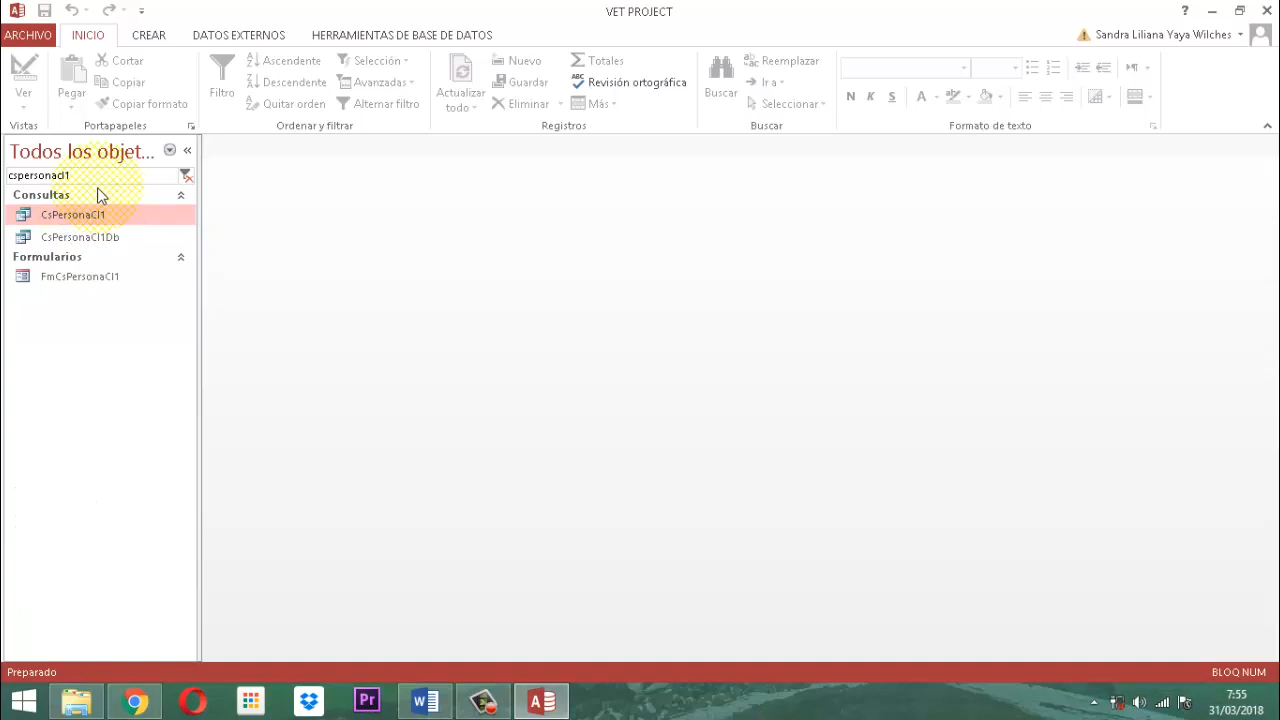 VET PROJECT
ARCHIVO INICIO CREAR DATOS EXTERNOS HERRAMIENTAS DE BASE DE DATOS Sandra Liliana Yaya Wilches
Ver
Vistas
Pegar
Cortar
Copiar
Copiar formato
Portapapeles
Filtro
Ascendente
Descendente
Quitar orden
Selección
Avanzadas
Alternar filtro
Ordenar y filtrar
Actualizar todo
Nuevo
Guardar
Eliminar
Totales
Revisión ortográfica
Más
Registros
Buscar
Reemplazar
Ir a
Seleccionar
Buscar
N K S A
Formato de texto
Todos los objet...
cspersonacl1
Consultas
CsPersonaCl1
CsPersonaCl1Db
Formularios
FmCsPersonaCl1
Preparado
BLOQ NUM
Pr
7:55
31/03/2018